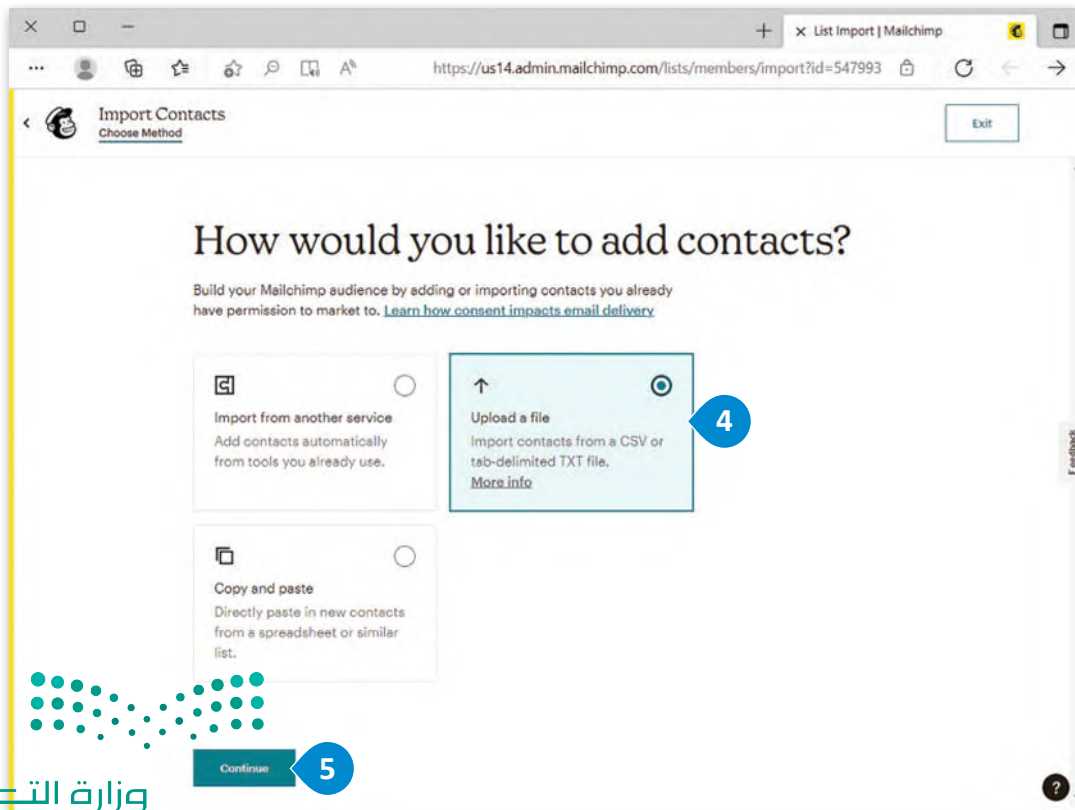 List Import | Mailchimp
https://us14.admin.mailchimp.com/lists/members/import?id=547993
Import Contacts
Choose Method
Exit
How would you like to add contacts?
Build your Mailchimp audience by adding or importing contacts you already
have permission to market to. Learn how consent impacts email delivery
Import from another service
Add contacts automatically
from tools you already use.
Upload a file
Import contacts from a CSV or
tab-delimited TXT file.
More info
4
Feedback
Copy and paste
Directly paste in new contacts
from a spreadsheet or similar
list.
Continue
5
?
وزارة التـ